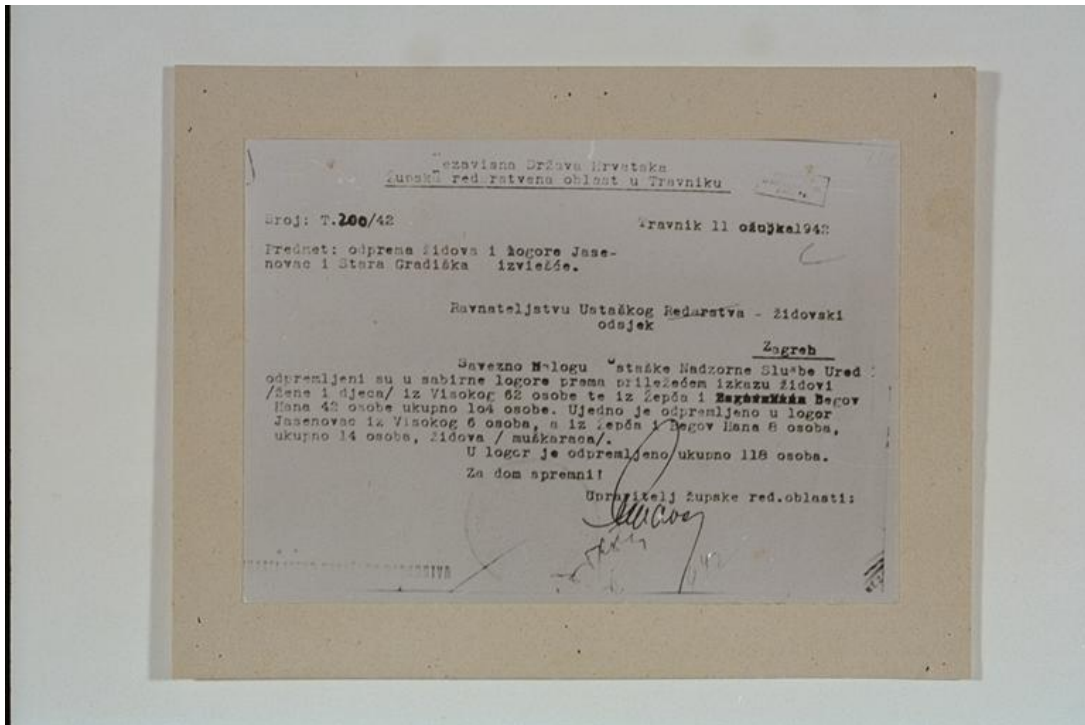 Nezavisna Država Hrvatska
Župska redarstvena oblast u Travniku
Broj: T.200/42
Travnik 11 ožujka1942
Predmet: odprema židova i logore Jase-
novac i Stara Gradiška izviešće.
Ravnateljstvu Ustaškog Redarstva - židovski
odsjek
Zagreb
Savezno Nalogu Ustaške Nadzorne Službe Ured
odpremljeni su u sabirne logore prema priležećem izkazu židovi
/žene i djeca/ iz Visokog 62 osobe te iz Žepča i Begov
Hana 42 osobe ukupno 104 osobe. Ujedno je odpremljeno u logor
Jasenovac iz Visokog 6 osoba, a iz žepča i Begov Hana 8 osoba,
ukupno 14 osoba, židova / muškaraca/.
U logor je odpremljeno ukupno 118 osoba.
Za dom spremni!
Upravitelj župske red.oblasti: